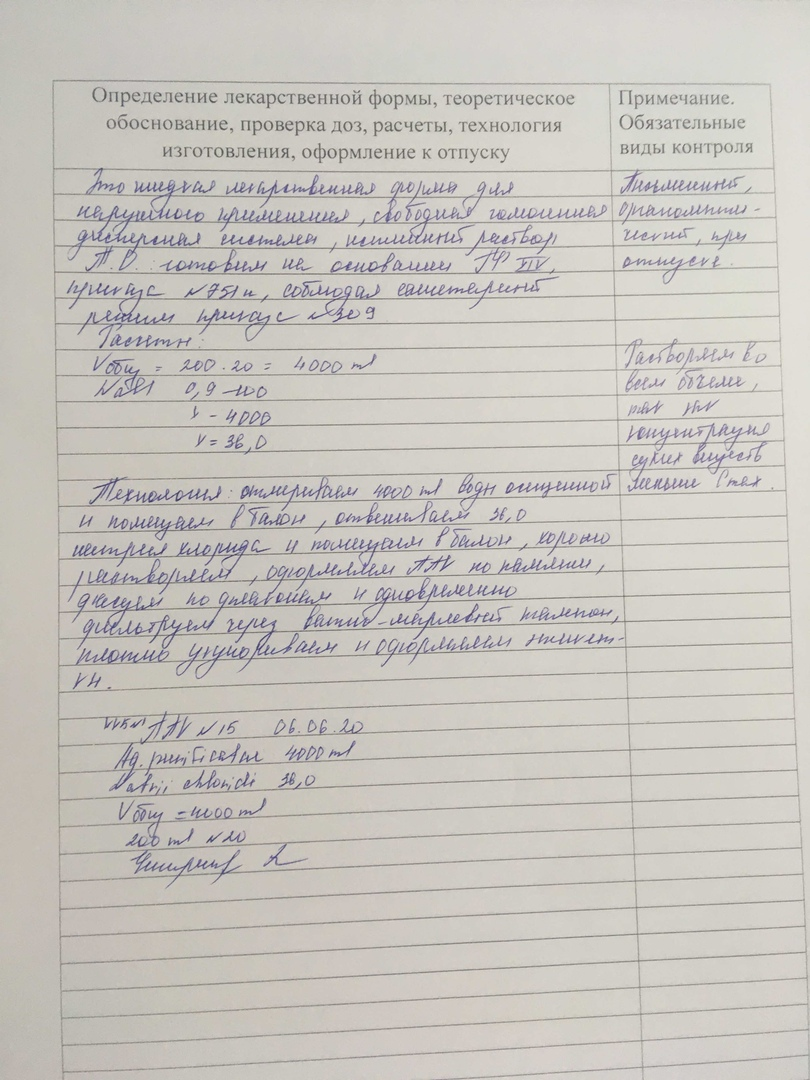 Определение лекарственной формы, теоретическое
обоснование, проверка доз, расчеты, технология
изготовления, оформление к отпуску
Примечание.
Обязательные
виды контроля
Это жидкая лекарственная форма для
наружного применения, свободная гомогенная
дисперсная система, истинный раствор
Т.О.: готовим на основании ГФ XIV,
приказ №751н, соблюдая санитарный
режим приказ №309
Письменный,
органолепти-
ческий, при
отпуске.
Расчеты:
Vобщ = 200 · 20 = 4000 ml
NaCl 0,9 - 100
х - 4000
х = 36,0
Растворяем во
всем объеме,
так как
концентрация
сухих веществ
меньше Cmax.
Технология: отмериваем 4000 ml воды очищенной
и помещаем в балон, отвешиваем 36,0
натрия хлорида и помещаем в балон, хорошо
растворяем, оформляем ППК по памяти,
фасуем по флаконам и одновременно
фильтруем через ватно-марлевый тампон,
плотно укупориваем и оформляем этикет-
ки.
ППК №15 06.06.20
Aq. purificatae 4000 ml
Natrii chloridi 36,0
Vобщ = 4000 ml
200 ml №20